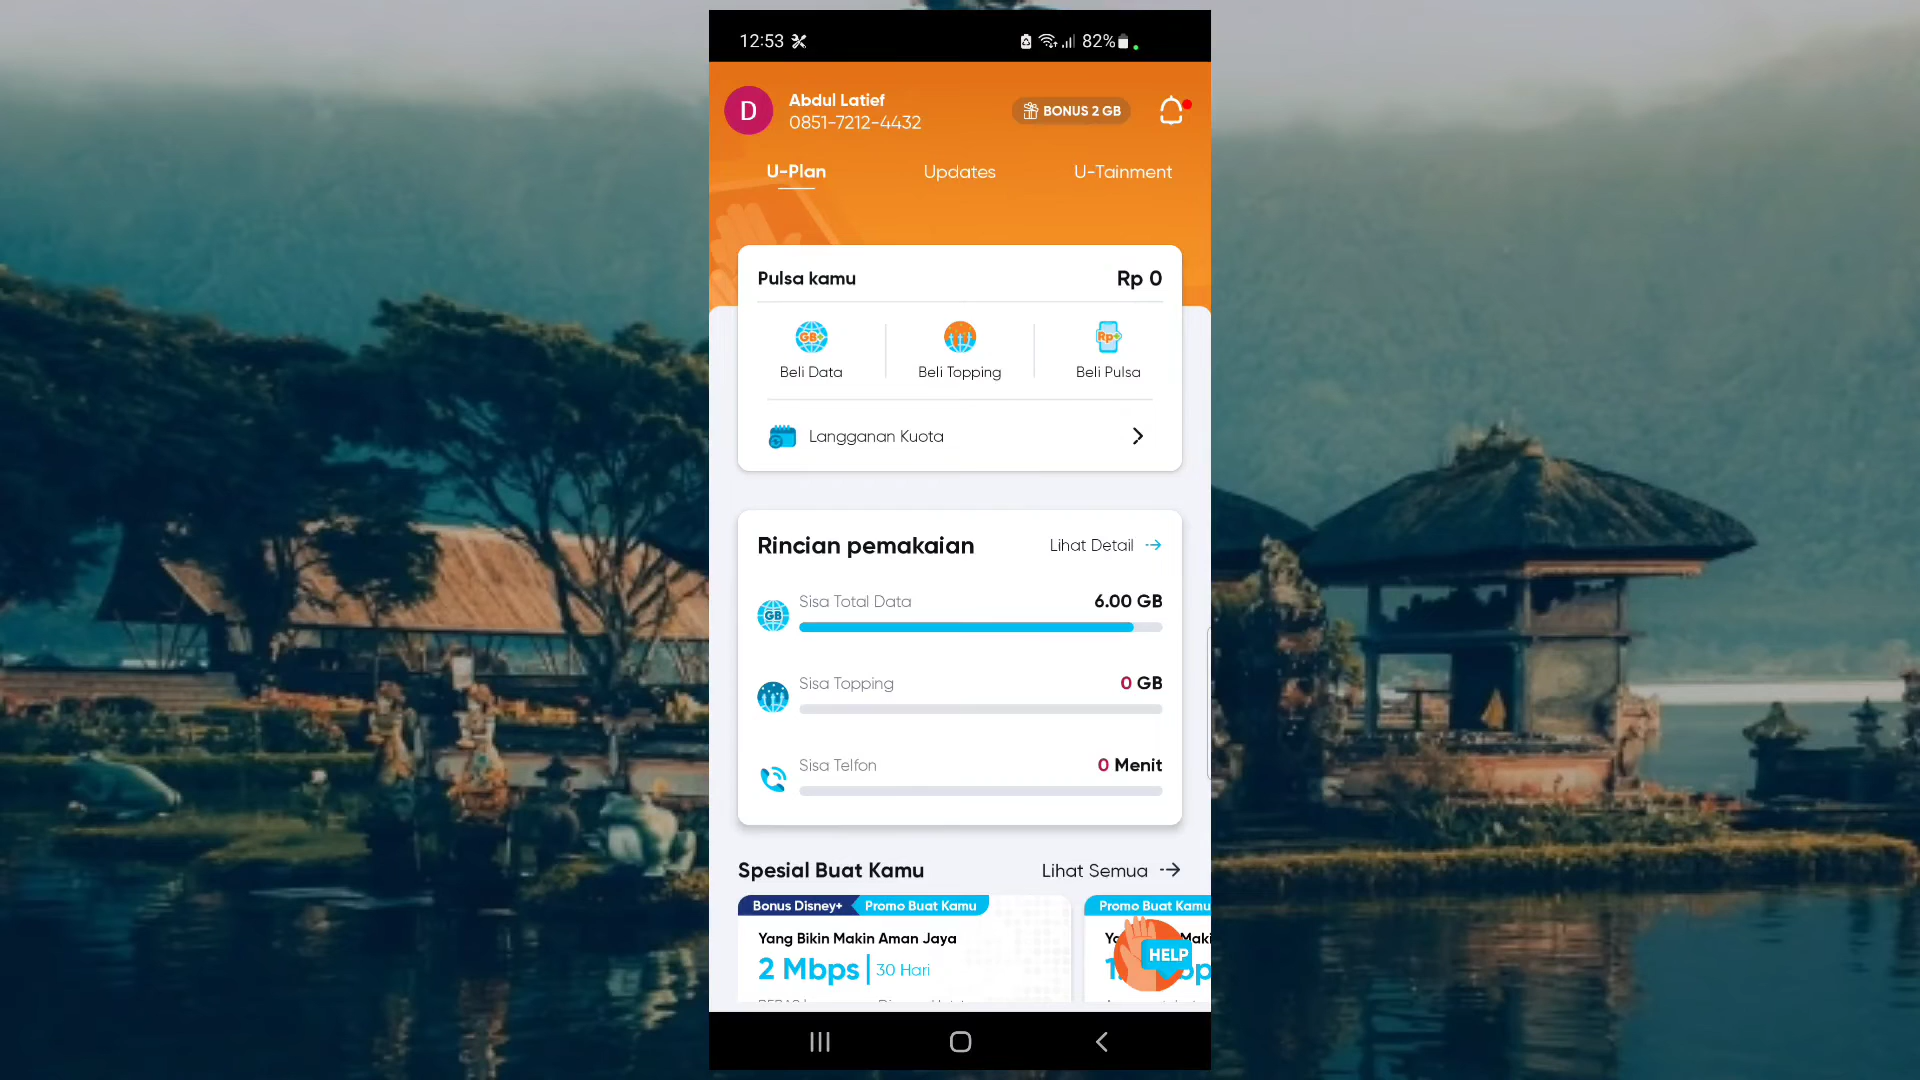 12:53
82%
D
Abdul Latief
0851-7212-4432
BONUS 2 GB
U-Plan
Updates
U-Tainment
Pulsa kamu
Rp 0
GB+
Rp+
Beli Data
Beli Topping
Beli Pulsa
Langganan Kuota
Rincian pemakaian
Lihat Detail
GB
Sisa Total Data
6.00 GB
Sisa Topping
0 GB
Sisa Telfon
0 Menit
Spesial Buat Kamu
Lihat Semua
Bonus Disney+
Promo Buat Kamu
Promo Buat Kamu
Yang Bikin Makin Aman Jaya
2 Mbps
30 Hari
HELP